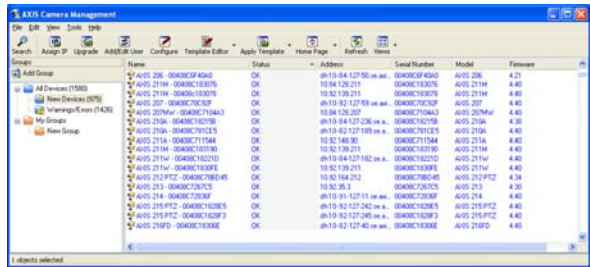 AXIS Camera Management
File Edit View Tools Help
Search Assign IP Upgrade Add/Edit User Configure Template Editor Apply Template Home Page Refresh Views
Groups
Add Group
All Devices (1580)
New Devices (975)
Warnings/Errors (1426)
My Groups
New Group
Name Status Address Serial Number Model Firmware
AXIS 206 - 00408C6F40A0 OK 00408C6F40A0 AXIS 206 4.21
AXIS 211M - 00408C183076 OK 10.84.128.211 00408C183076 AXIS 211M 4.40
AXIS 211M - 00408C183078 OK 10.92.139.211 00408C183078 AXIS 211M 4.40
AXIS 207 - 00408C70C92F OK 00408C70C92F AXIS 207 4.40
AXIS 207MW - 00408C7104A3 OK 10.84.128.207 00408C7104A3 AXIS 207MW 4.40
AXIS 210A - 00408C18215B OK 00408C18215B AXIS 210A 4.30
AXIS 210A - 00408C781CE5 OK 00408C781CE5 AXIS 210A 4.40
AXIS 211A - 00408C711544 OK 10.92.148.90 00408C711544 AXIS 211A 4.40
AXIS 211M - 00408C183190 OK 10.92.139.211 00408C183190 AXIS 211M 4.40
AXIS 211W - 00408C18221D OK 00408C18221D AXIS 211W 4.40
AXIS 211W - 00408C1830FE OK 10.92.139.211 00408C1830FE AXIS 211W 4.40
AXIS 212 PTZ - 00408C7BBD45 OK 10.92.164.212 00408C7BBD45 AXIS 212 PTZ 4.34
AXIS 213 - 00408C7267C5 OK 10.92.35.3 00408C7267C5 AXIS 213 4.30
AXIS 214 - 00408C72036F OK 00408C72036F AXIS 214 4.40
AXIS 215 PTZ - 00408C1828E5 OK 00408C1828E5 AXIS 215 PTZ 4.40
AXIS 215 PTZ - 00408C1828F3 OK 00408C1828F3 AXIS 215 PTZ 4.40
AXIS 216FD - 00408C18306E OK 00408C18306E AXIS 216FD 4.40
1 objects selected